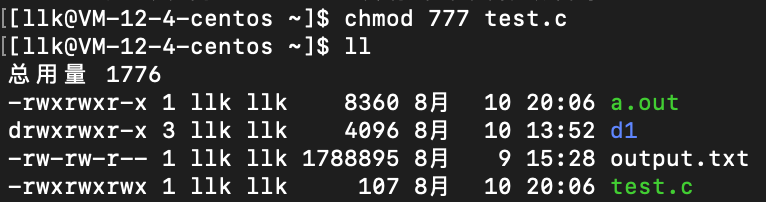 [[llk@VM-12-4-centos ~]$ chmod 777 test.c
[[llk@VM-12-4-centos ~]$ ll
总用量 1776
-rwxrwxr-x 1 llk llk    8360 8月  10 20:06 a.out
drwxrwxr-x 3 llk llk    4096 8月  10 13:52 d1
-rw-rw-r-- 1 llk llk 1788895 8月   9 15:28 output.txt
-rwxrwxrwx 1 llk llk     107 8月  10 20:06 test.c